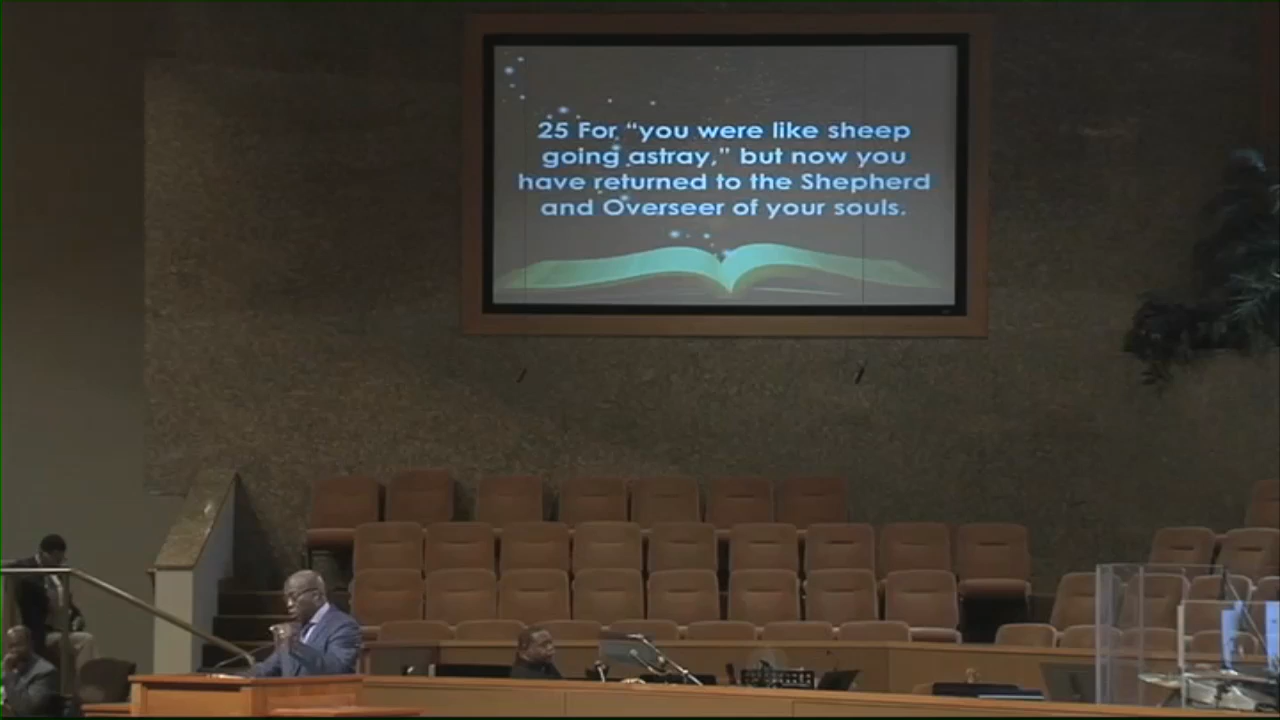 25 For "you were like sheep
going astray," but now you
have returned to the Shepherd
and Overseer of your souls.